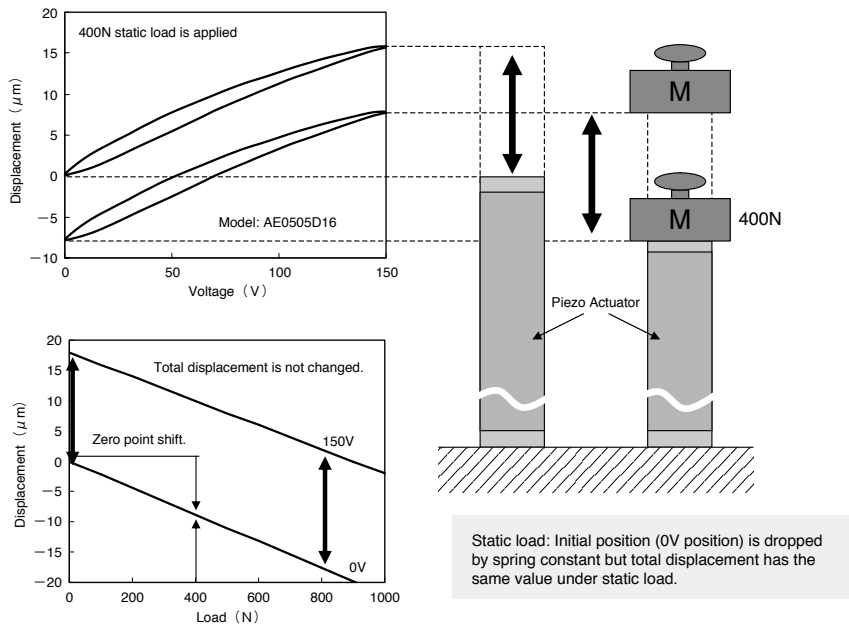 20
15
10
5
0
−5
−10
Displacement (μm)
400N static load is applied
Model: AE0505D16
0
50
100
150
Voltage (V)
M
M
400N
Piezo Actuator
20
15
10
5
0
−5
−10
−15
−20
Displacement (μm)
Total displacement is not changed.
Zero point shift.
150V
0V
0
200
400
600
800
1000
Load (N)
Static load: Initial position (0V position) is dropped
by spring constant but total displacement has the
same value under static load.